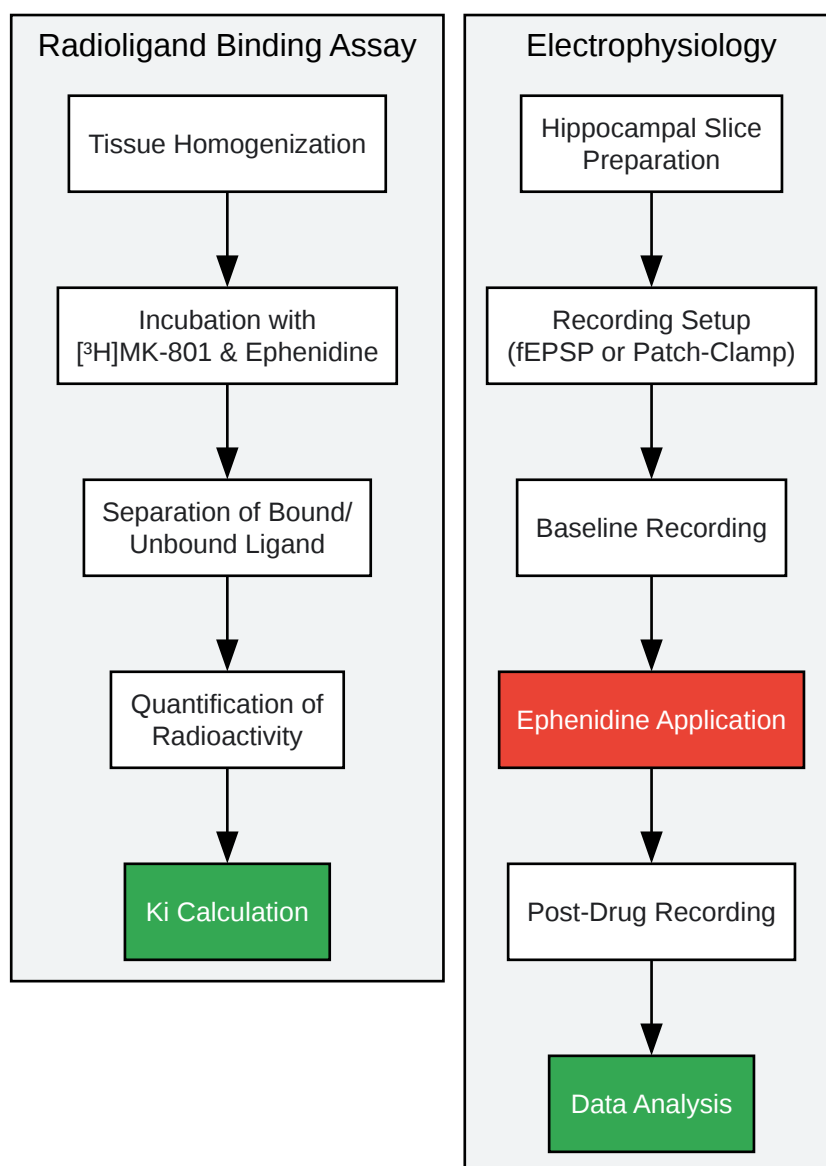 Radioligand Binding Assay
Tissue Homogenization
Incubation with
[³H]MK-801 & Ephenidine
Separation of Bound/
Unbound Ligand
Quantification of
Radioactivity
Ki Calculation
Electrophysiology
Hippocampal Slice
Preparation
Recording Setup
(fEPSP or Patch-Clamp)
Baseline Recording
Ephenidine Application
Post-Drug Recording
Data Analysis